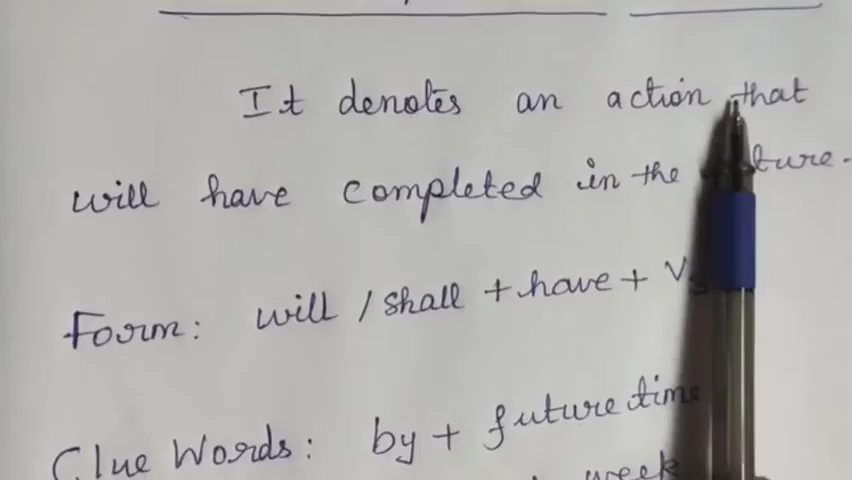 It denotes an action that
will have completed in the
Form: will / shall + have +
Clue Words: by + future time
week